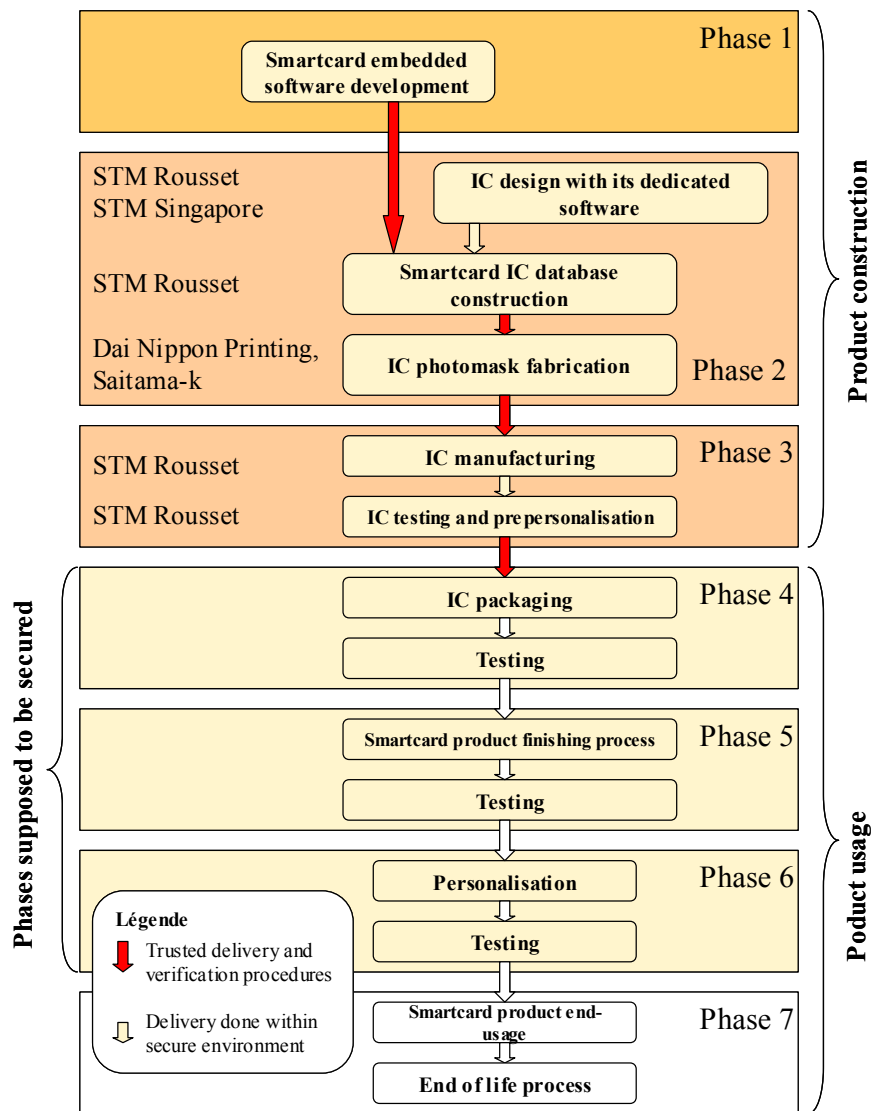 Phase 1
Smartcard embedded
software development
STM Rousset
STM Singapore
IC design with its dedicated
software
STM Rousset
Smartcard IC database
construction
Dai Nippon Printing,
Saitama-k
IC photomask fabrication
Phase 2
Product construction
Phase 3
STM Rousset
IC manufacturing
STM Rousset
IC testing and prepersonalisation
Phase 4
IC packaging
Testing
Phases supposed to be secured
Phase 5
Smartcard product finishing process
Testing
Poduct usage
Phase 6
Personalisation
Testing
Légende
Trusted delivery and
verification procedures
Delivery done within
secure environment
Phase 7
Smartcard product end-
usage
End of life process